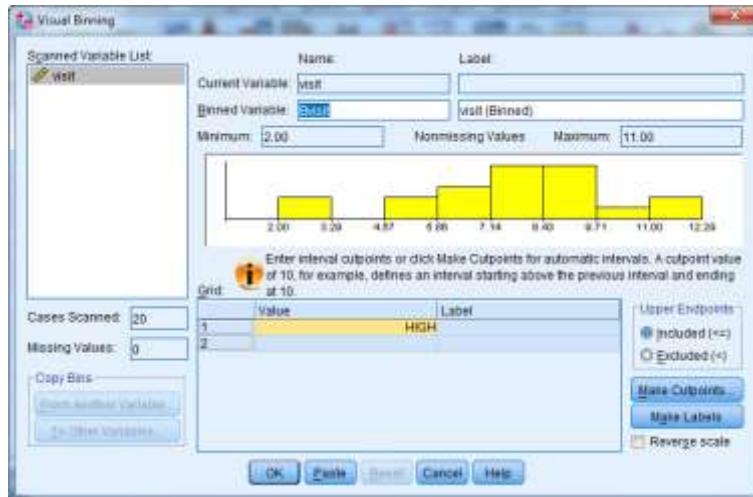 Visual Binning
Scanned Variable List:
visit
Name:
Label:
Current Variable: visit
Binned Variable: Bvisit
visit (Binned)
Minimum: 2.00
Nonmissing Values
Maximum: 11.00
2.00 3.29 4.57 5.86 7.14 8.43 9.71 11.00 12.29
Enter interval cutpoints or click Make Cutpoints for automatic intervals. A cutpoint value
of 10, for example, defines an interval starting above the previous interval and ending
at 10.
Grid:
Value
Label
1 HIGH
2
Cases Scanned: 20
Missing Values: 0
Copy Bins
From Another Variable...
To Other Variables...
Upper Endpoints
Included (<=)
Excluded (<)
Make Cutpoints...
Make Labels
Reverse scale
OK
Paste
Reset
Cancel
Help